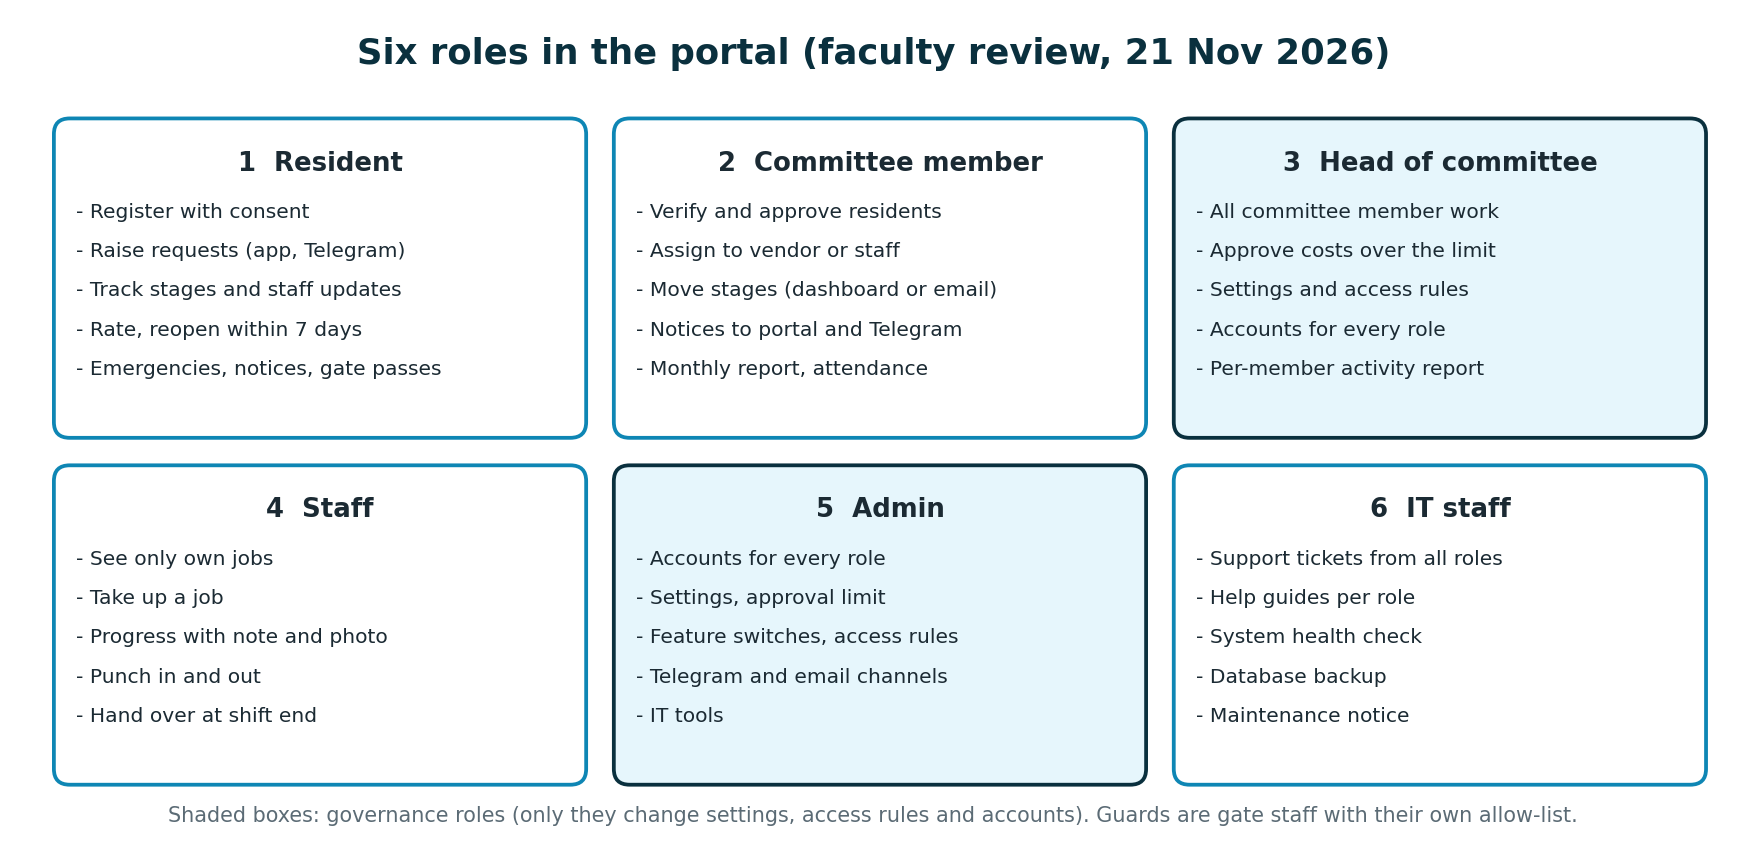 Six roles in the portal (faculty review, 21 Nov 2026)
1  Resident
- Register with consent
- Raise requests (app, Telegram)
- Track stages and staff updates
- Rate, reopen within 7 days
- Emergencies, notices, gate passes
2  Committee member
- Verify and approve residents
- Assign to vendor or staff
- Move stages (dashboard or email)
- Notices to portal and Telegram
- Monthly report, attendance
3  Head of committee
- All committee member work
- Approve costs over the limit
- Settings and access rules
- Accounts for every role
- Per-member activity report
4  Staff
- See only own jobs
- Take up a job
- Progress with note and photo
- Punch in and out
- Hand over at shift end
5  Admin
- Accounts for every role
- Settings, approval limit
- Feature switches, access rules
- Telegram and email channels
- IT tools
6  IT staff
- Support tickets from all roles
- Help guides per role
- System health check
- Database backup
- Maintenance notice
Shaded boxes: governance roles (only they change settings, access rules and accounts). Guards are gate staff with their own allow-list.